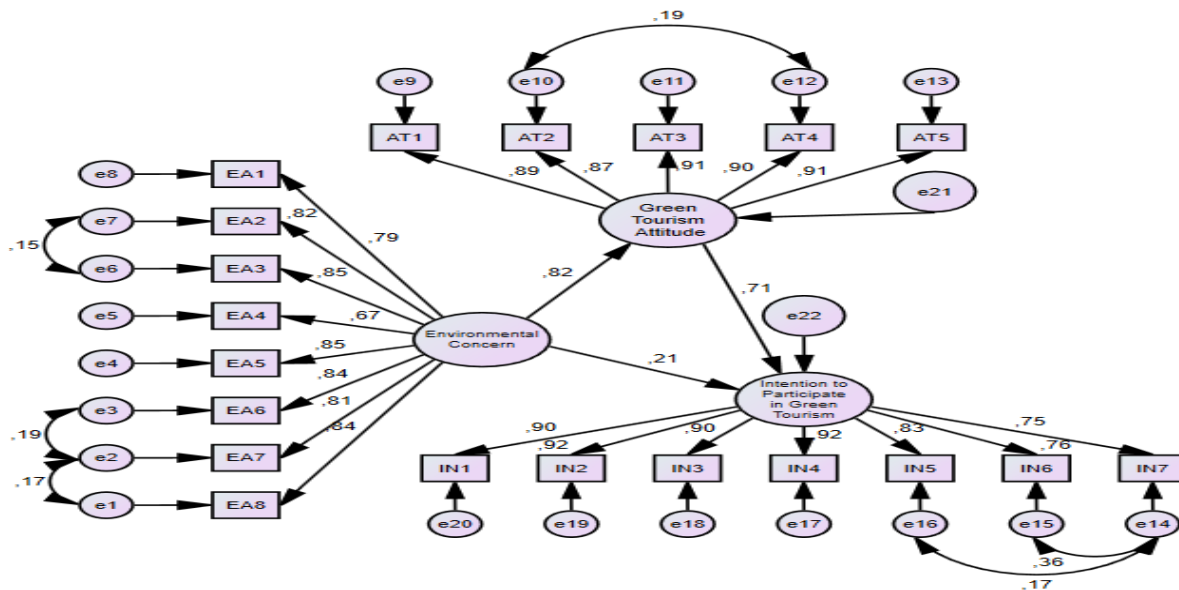 ,19
e9
e10
e11
e12
e13
AT1
AT2
AT3
AT4
AT5
,89
,87
,91
,90
,91
e21
Green
Tourism
Attitude
e8
EA1
e7
EA2
,82
,79
,15
e6
EA3
,85
,82
,71
e5
EA4
,67
e22
e4
EA5
,85
Environmental
Concern
,21
,84
e3
EA6
,81
Intention to
Participate
in Green
Tourism
,19
,84
e2
EA7
,90
,92
,90
,92
,83
,76
,75
,17
IN1
IN2
IN3
IN4
IN5
IN6
IN7
e1
EA8
e20
e19
e18
e17
e16
e15
e14
,36
,17